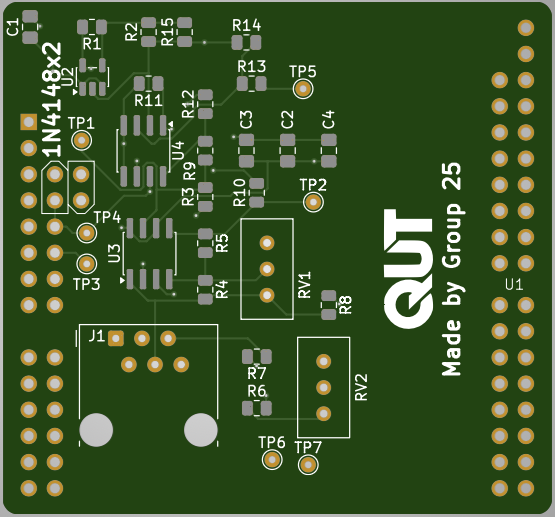 C1
R1
R2
R15
R14
1N4148x2
U2
R13
TP5
R11
R12
TP1
U4
C3
C2
C4
R9
R3
R10
TP2
TP4
U3
R5
TP3
R4
RV1
R8
U1
J1
R7
R6
RV2
TP6
TP7
QUT
Made by Group 25